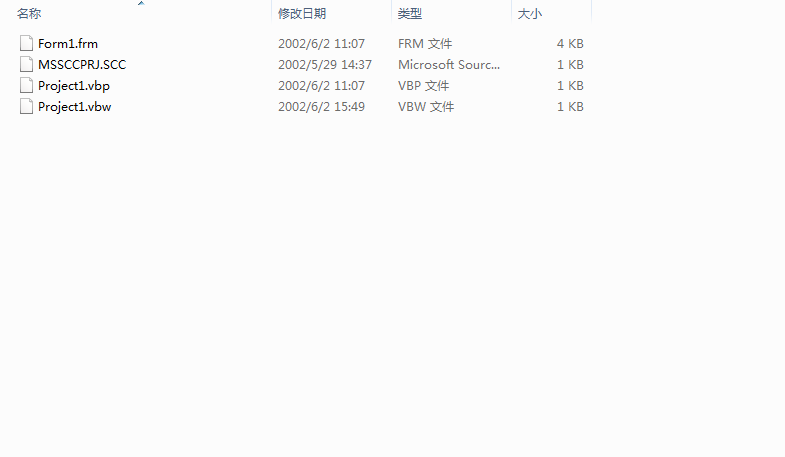 名称 修改日期 类型 大小
Form1.frm 2002/6/2 11:07 FRM 文件 4 KB
MSSCCPRJ.SCC 2002/5/29 14:37 Microsoft Sourc... 1 KB
Project1.vbp 2002/6/2 11:07 VBP 文件 1 KB
Project1.vbw 2002/6/2 15:49 VBW 文件 1 KB